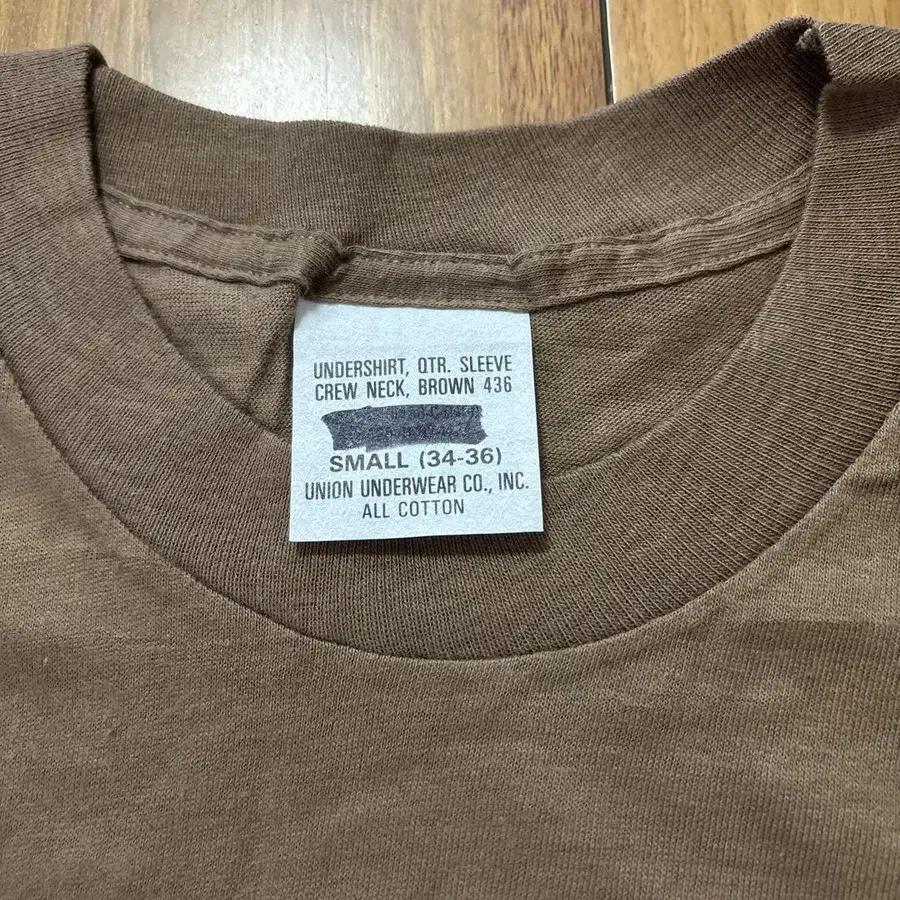 UNDERSHIRT, QTR. SLEEVE
CREW NECK, BROWN 436
SMALL (34-36)
UNION UNDERWEAR CO., INC.
ALL COTTON